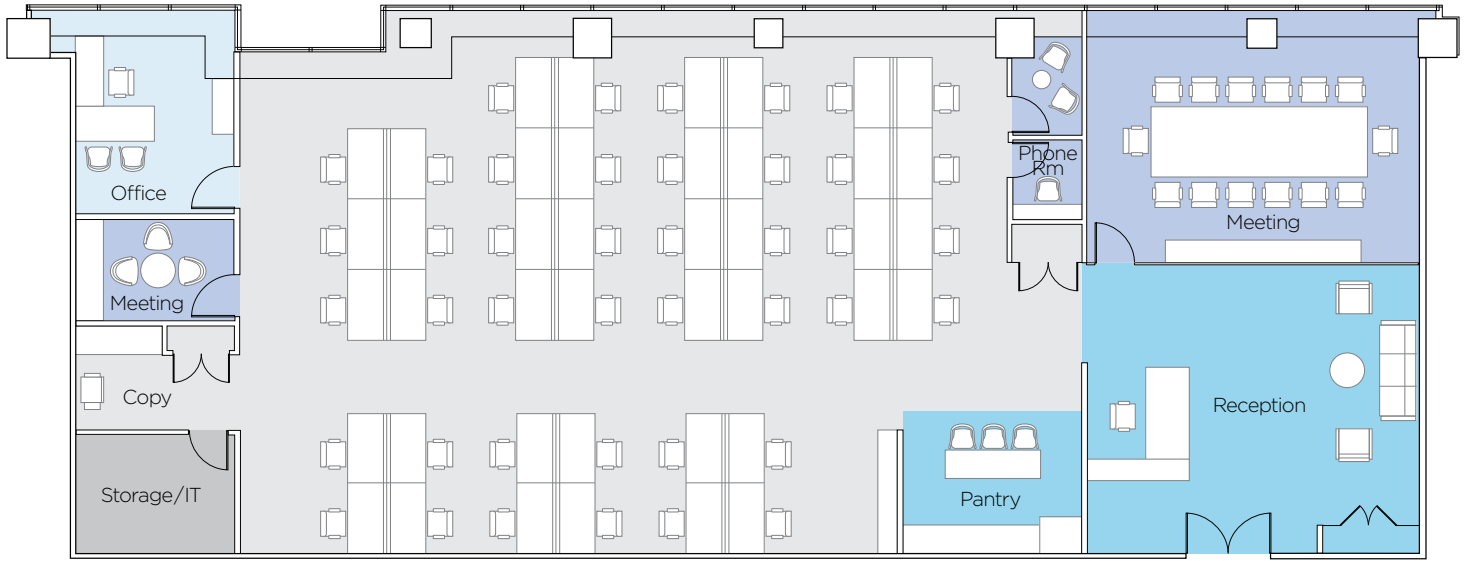 Office
Meeting
Copy
Storage/IT
Phone
Rm
Meeting
Reception
Pantry